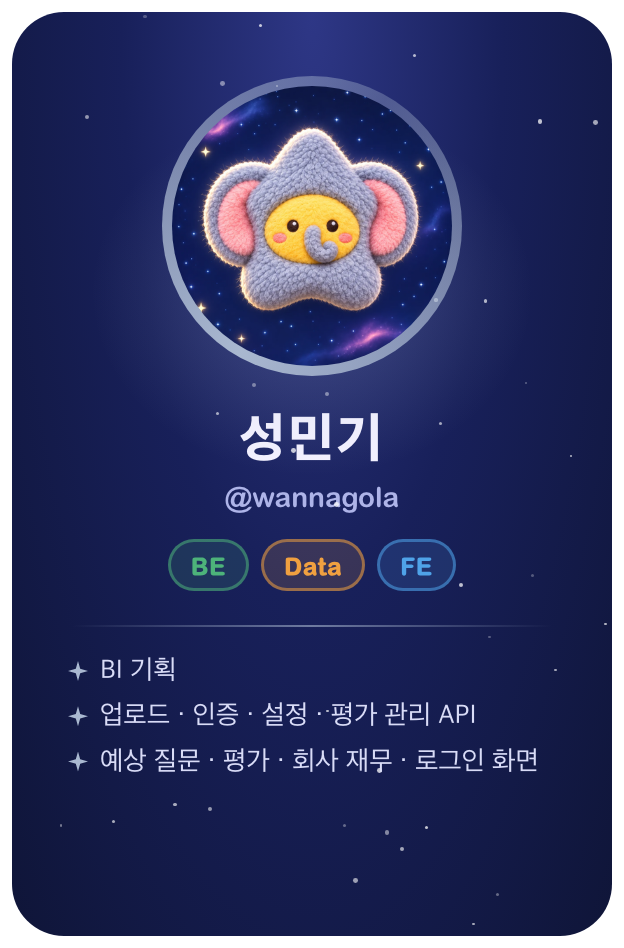 성민기
@wannagola
BE Data FE
BI 기획
업로드 · 인증 · 설정 · 평가 관리 API
예상 질문 · 평가 · 회사 재무 · 로그인 화면